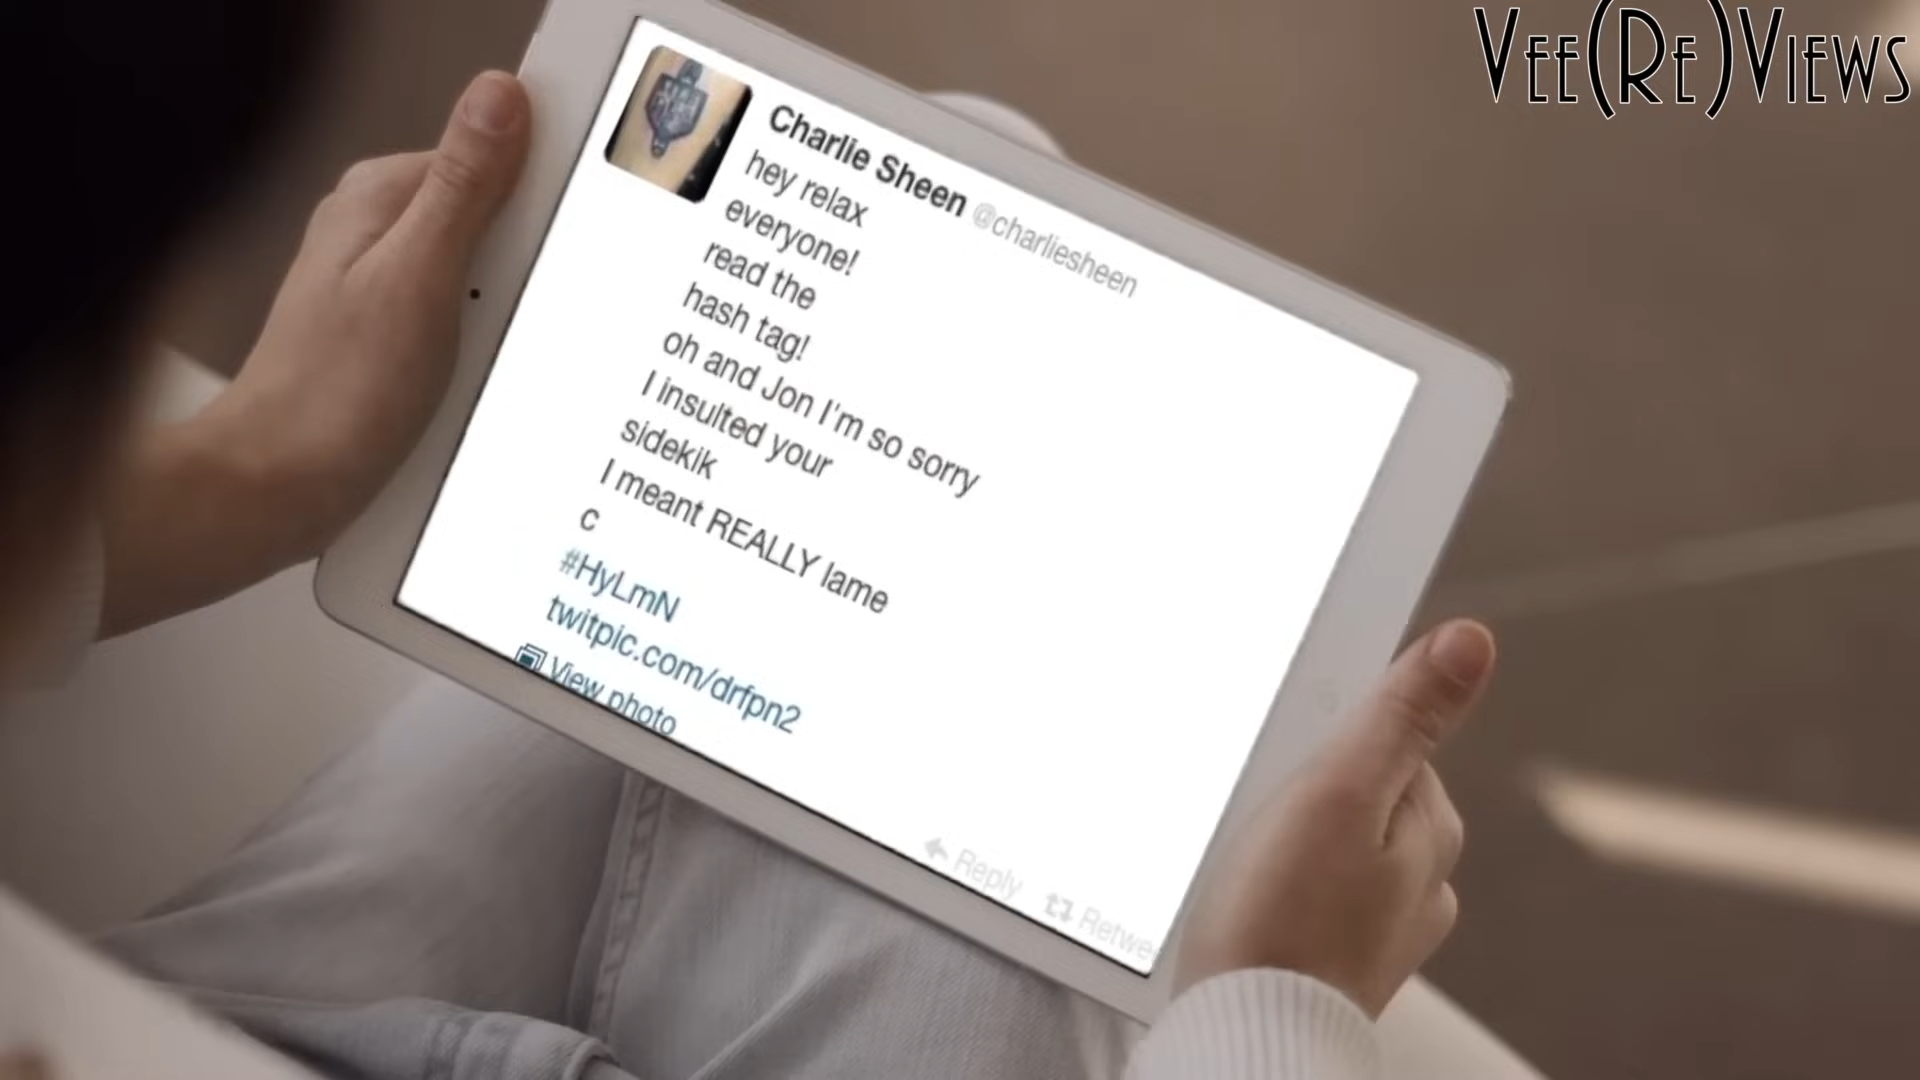 Vee(Re)Views
Charlie Sheen @charliesheen
hey relax
everyone!
read the
hash tag!
oh and Jon I'm so sorry
I insulted your
sidekik
I meant REALLY lame
c
#HyLmN
twitpic.com/drfpn2
View photo
Reply Retwee